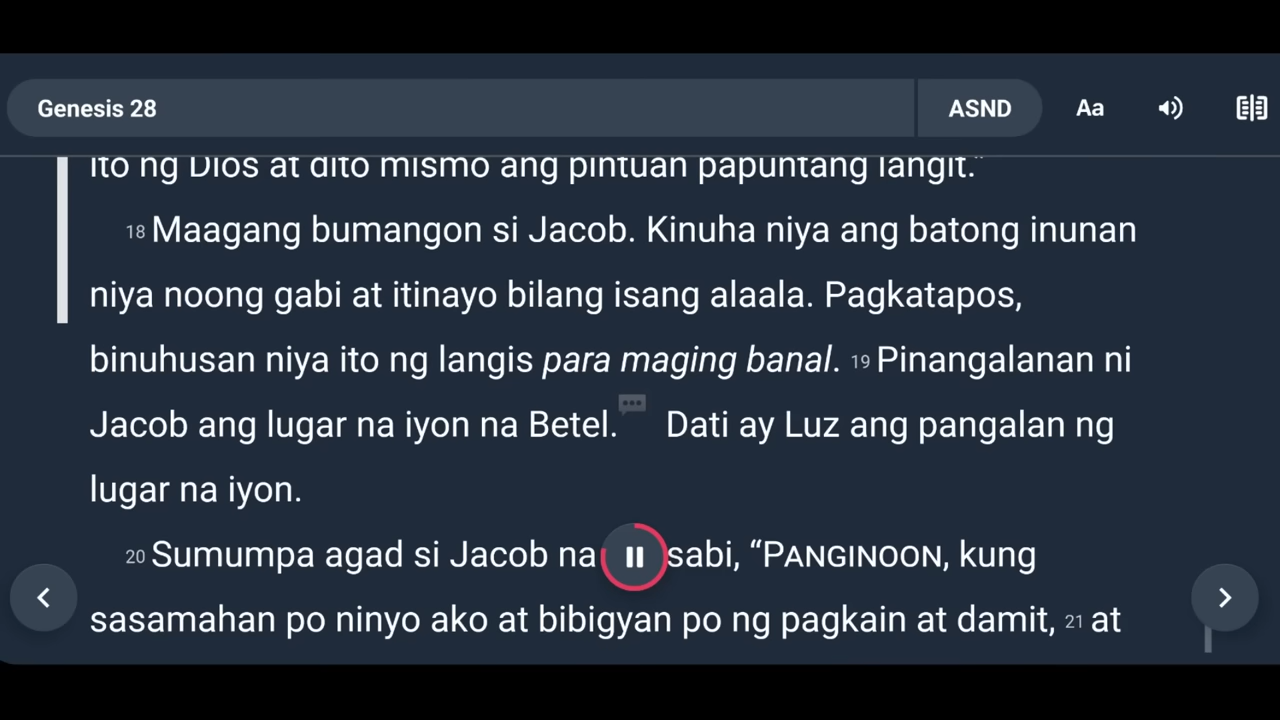 Genesis 28
ASND
Aa
ito ng Dios at dito mismo ang pintuan papuntang langit."
18 Maagang bumangon si Jacob. Kinuha niya ang batong inunan
niya noong gabi at itinayo bilang isang alaala. Pagkatapos,
binuhusan niya ito ng langis para maging banal. 19 Pinangalanan ni
Jacob ang lugar na iyon na Betel. Dati ay Luz ang pangalan ng
lugar na iyon.
20 Sumumpa agad si Jacob na sabi, “PANGINOON, kung
sasamahan po ninyo ako at bibigyan po ng pagkain at damit, 21 at